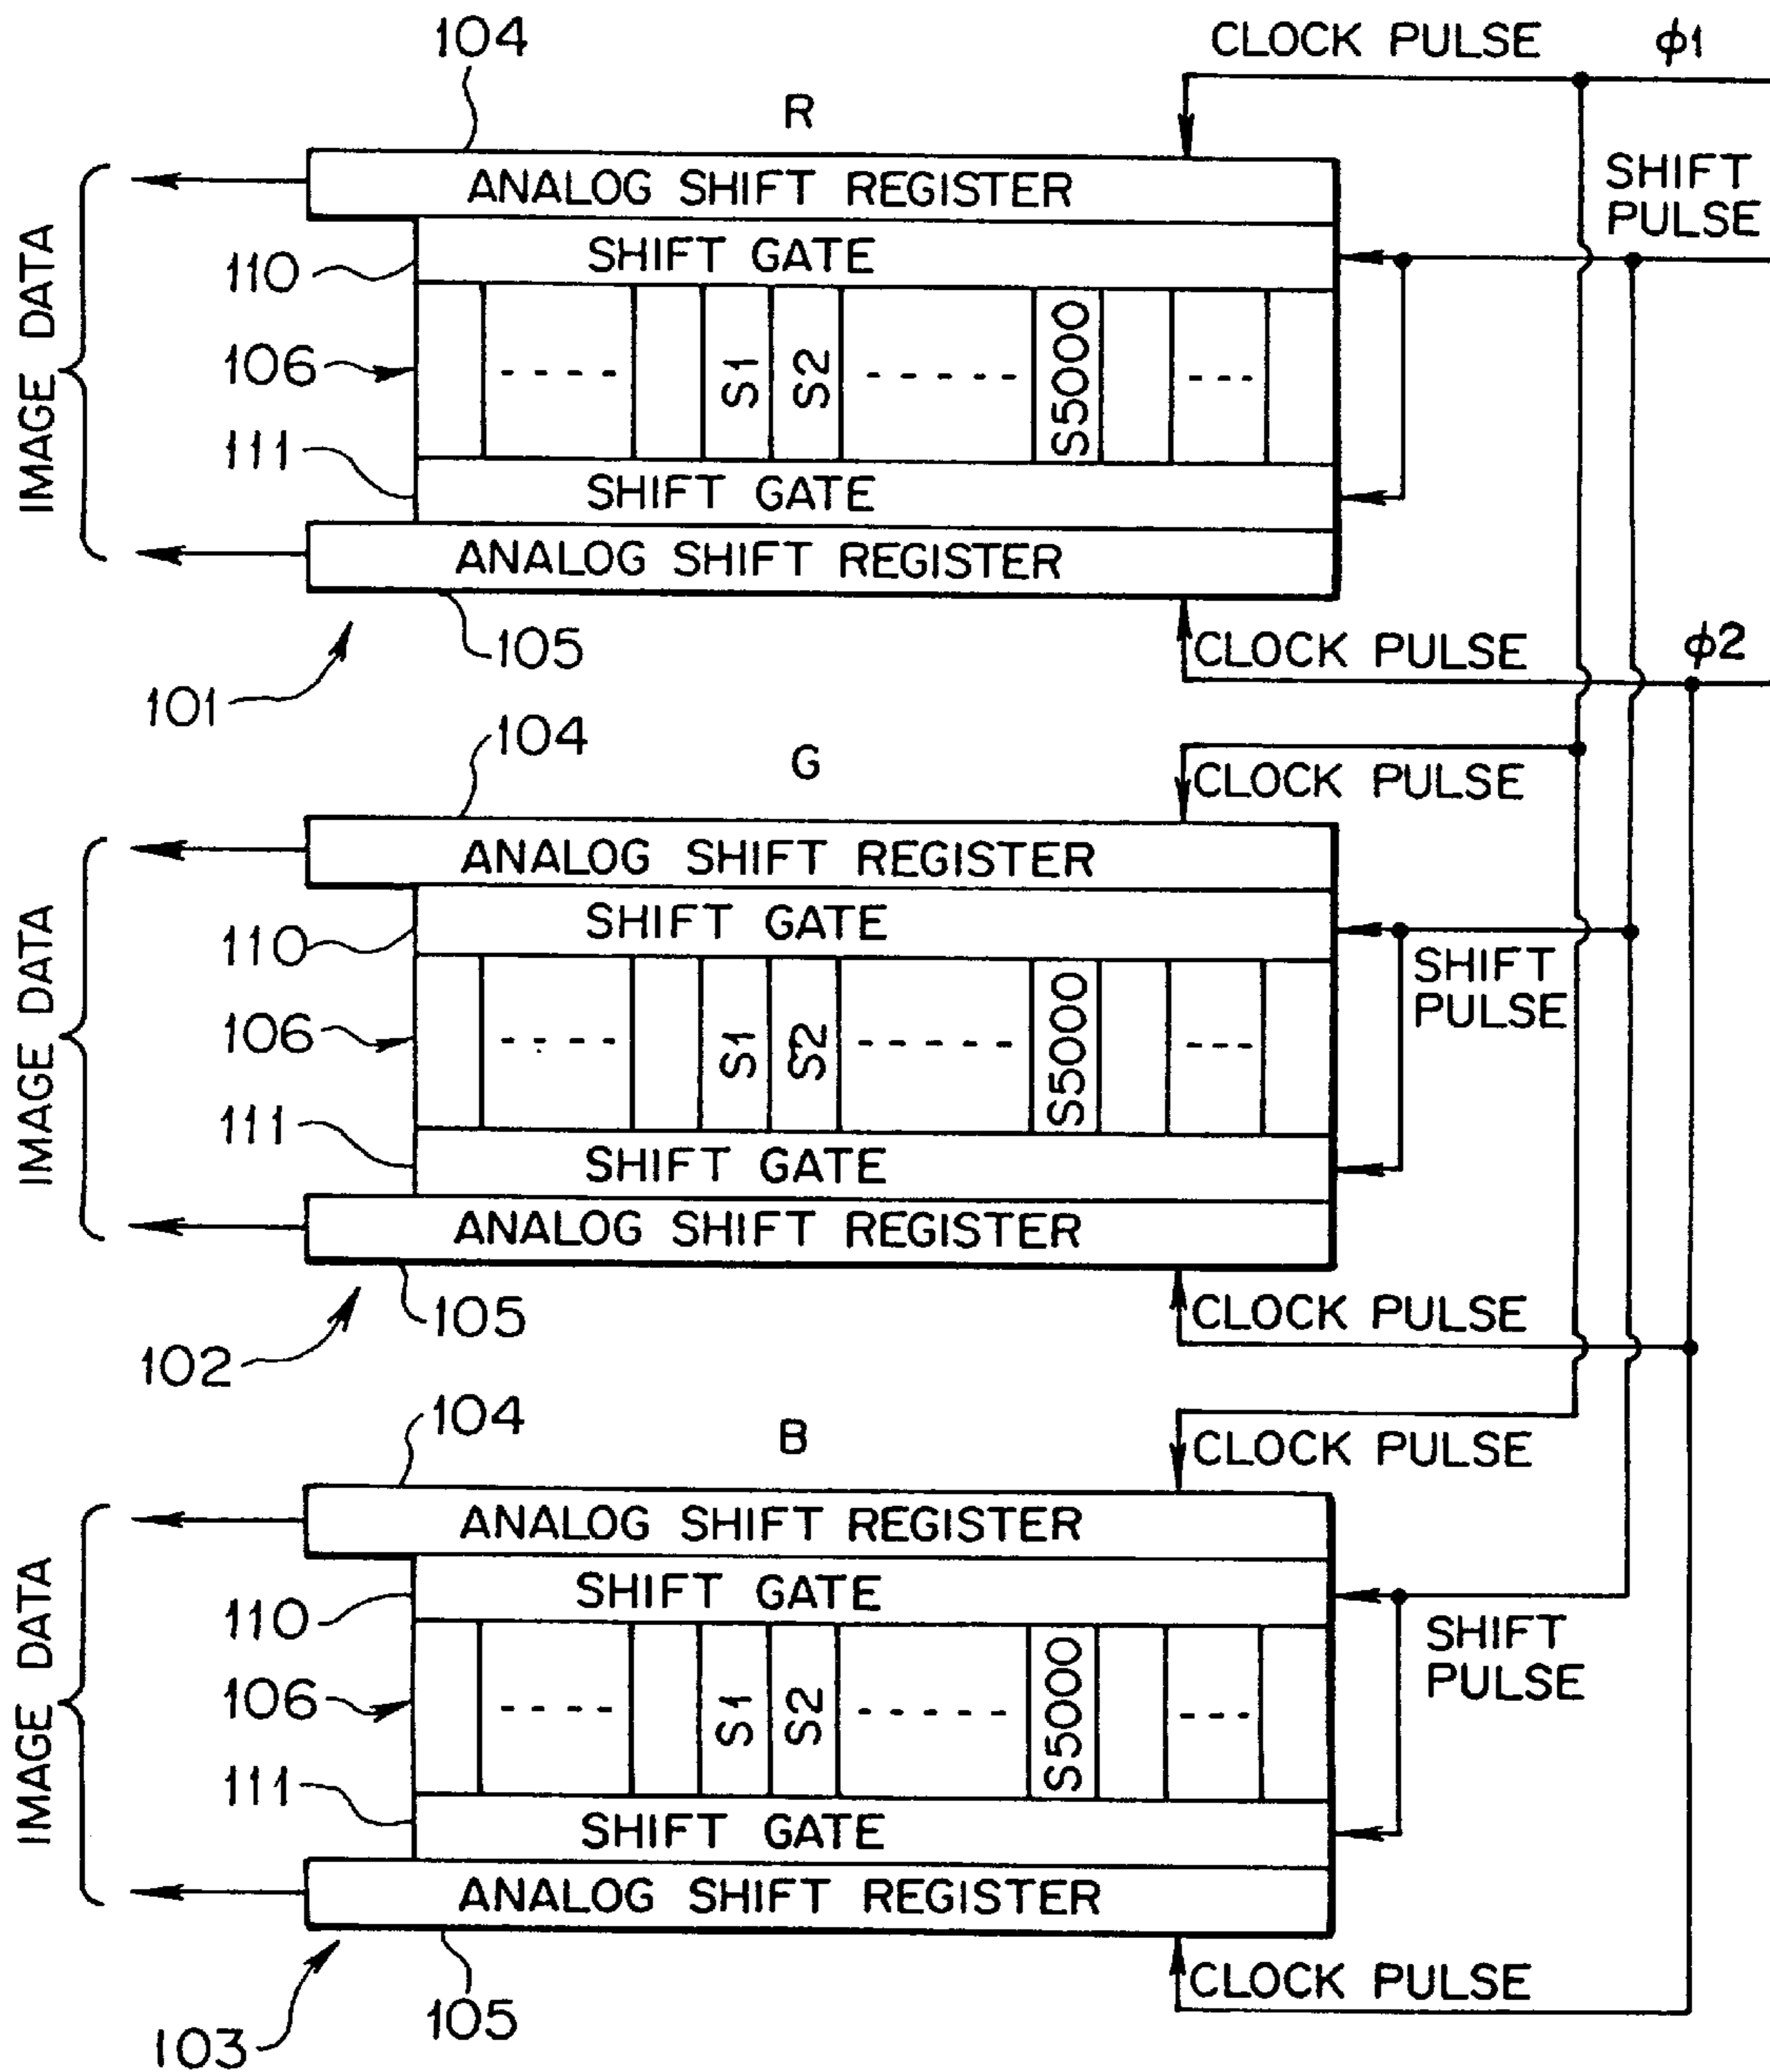 104
CLOCK PULSE
φ1
R
ANALOG SHIFT REGISTER
SHIFT PULSE
SHIFT GATE
110
IMAGE DATA
106
- - - -
S1
S2
- - - - -
S5000
- - -
111
SHIFT GATE
ANALOG SHIFT REGISTER
105
CLOCK PULSE
φ2
101
104
G
CLOCK PULSE
ANALOG SHIFT REGISTER
SHIFT GATE
110
SHIFT PULSE
IMAGE DATA
106
- - - -
S1
S2
- - - - -
S5000
- - -
111
SHIFT GATE
ANALOG SHIFT REGISTER
105
CLOCK PULSE
102
104
B
CLOCK PULSE
ANALOG SHIFT REGISTER
SHIFT GATE
110
SHIFT PULSE
IMAGE DATA
106
- - - -
S1
S2
- - - - -
S5000
- - -
111
SHIFT GATE
ANALOG SHIFT REGISTER
105
CLOCK PULSE
103